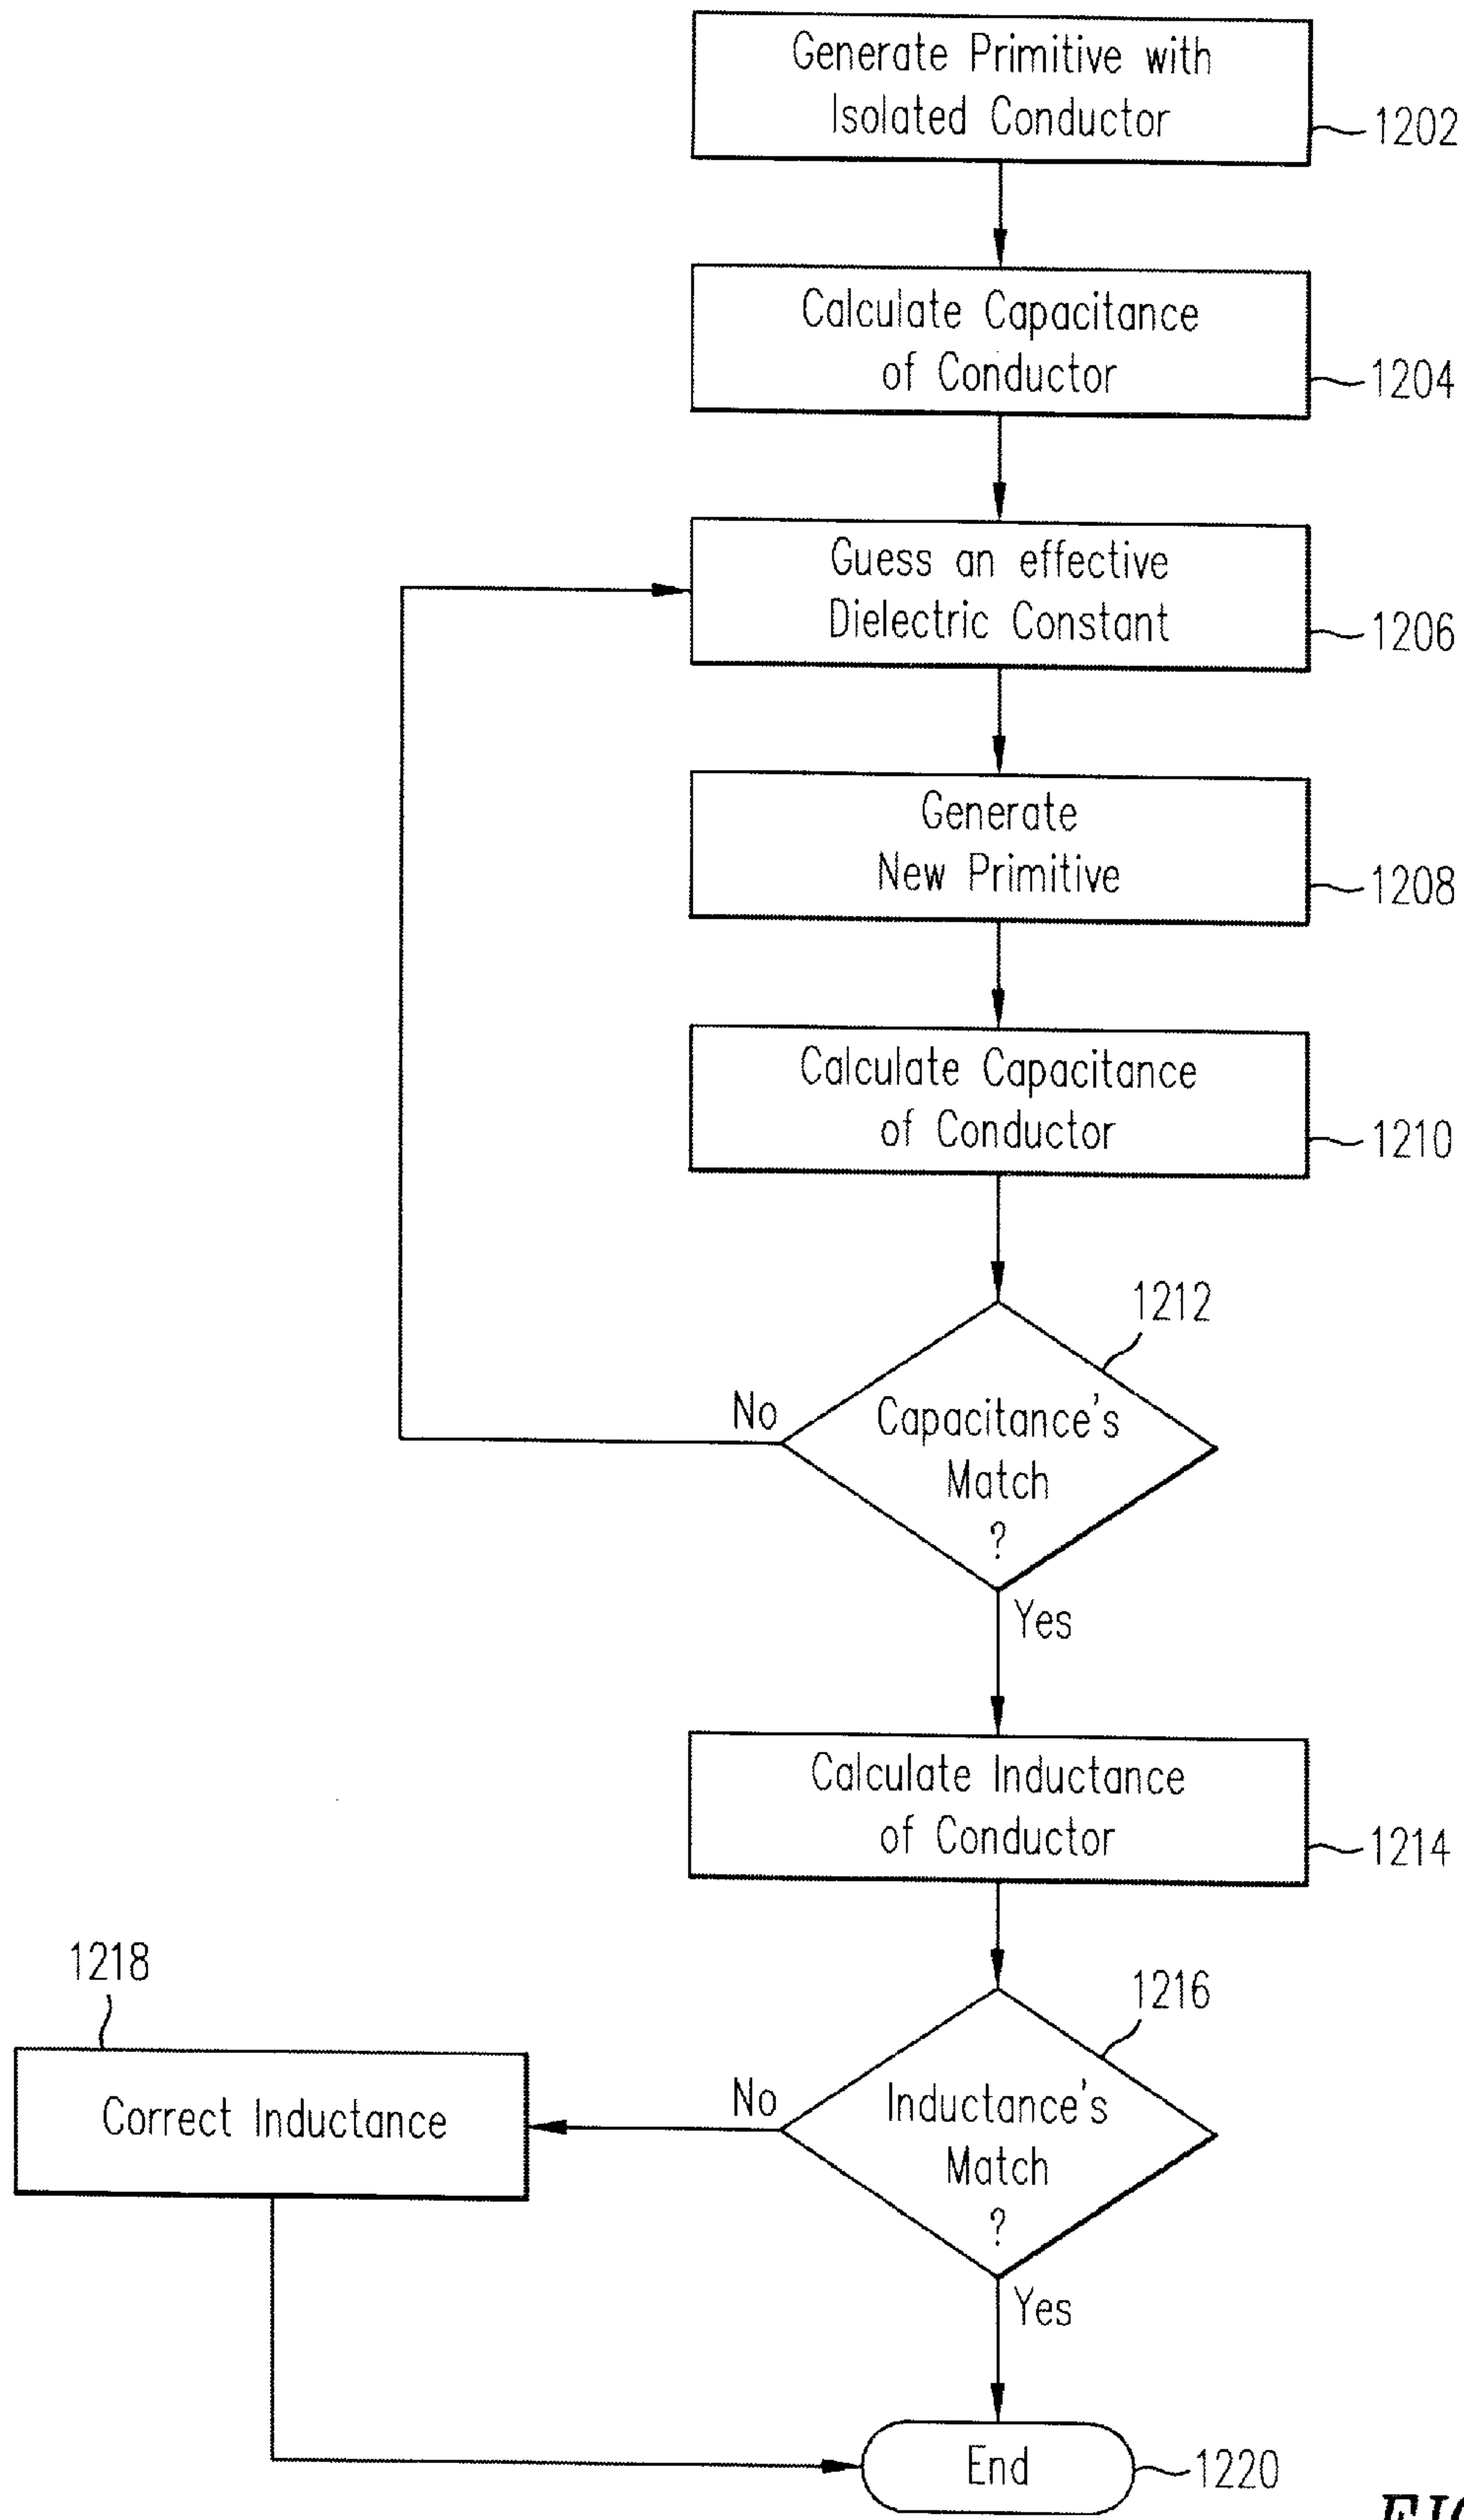 Generate Primitive with
Isolated Conductor
1202
Calculate Capacitance
of Conductor
1204
Guess an effective
Dielectric Constant
1206
Generate
New Primitive
1208
Calculate Capacitance
of Conductor
1210
1212
No
Capacitance's
Match
?
Yes
Calculate Inductance
of Conductor
1214
1218
1216
Correct Inductance
No
Inductance's
Match
?
Yes
End
1220